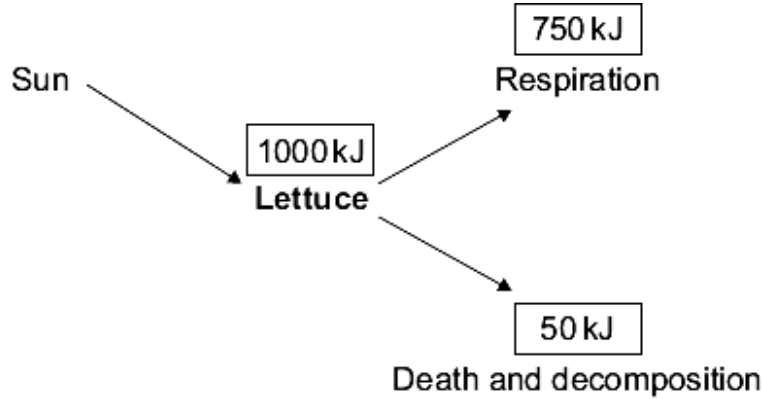 750 kJ
Respiration
Sun
1000 kJ
Lettuce
50 kJ
Death and decomposition